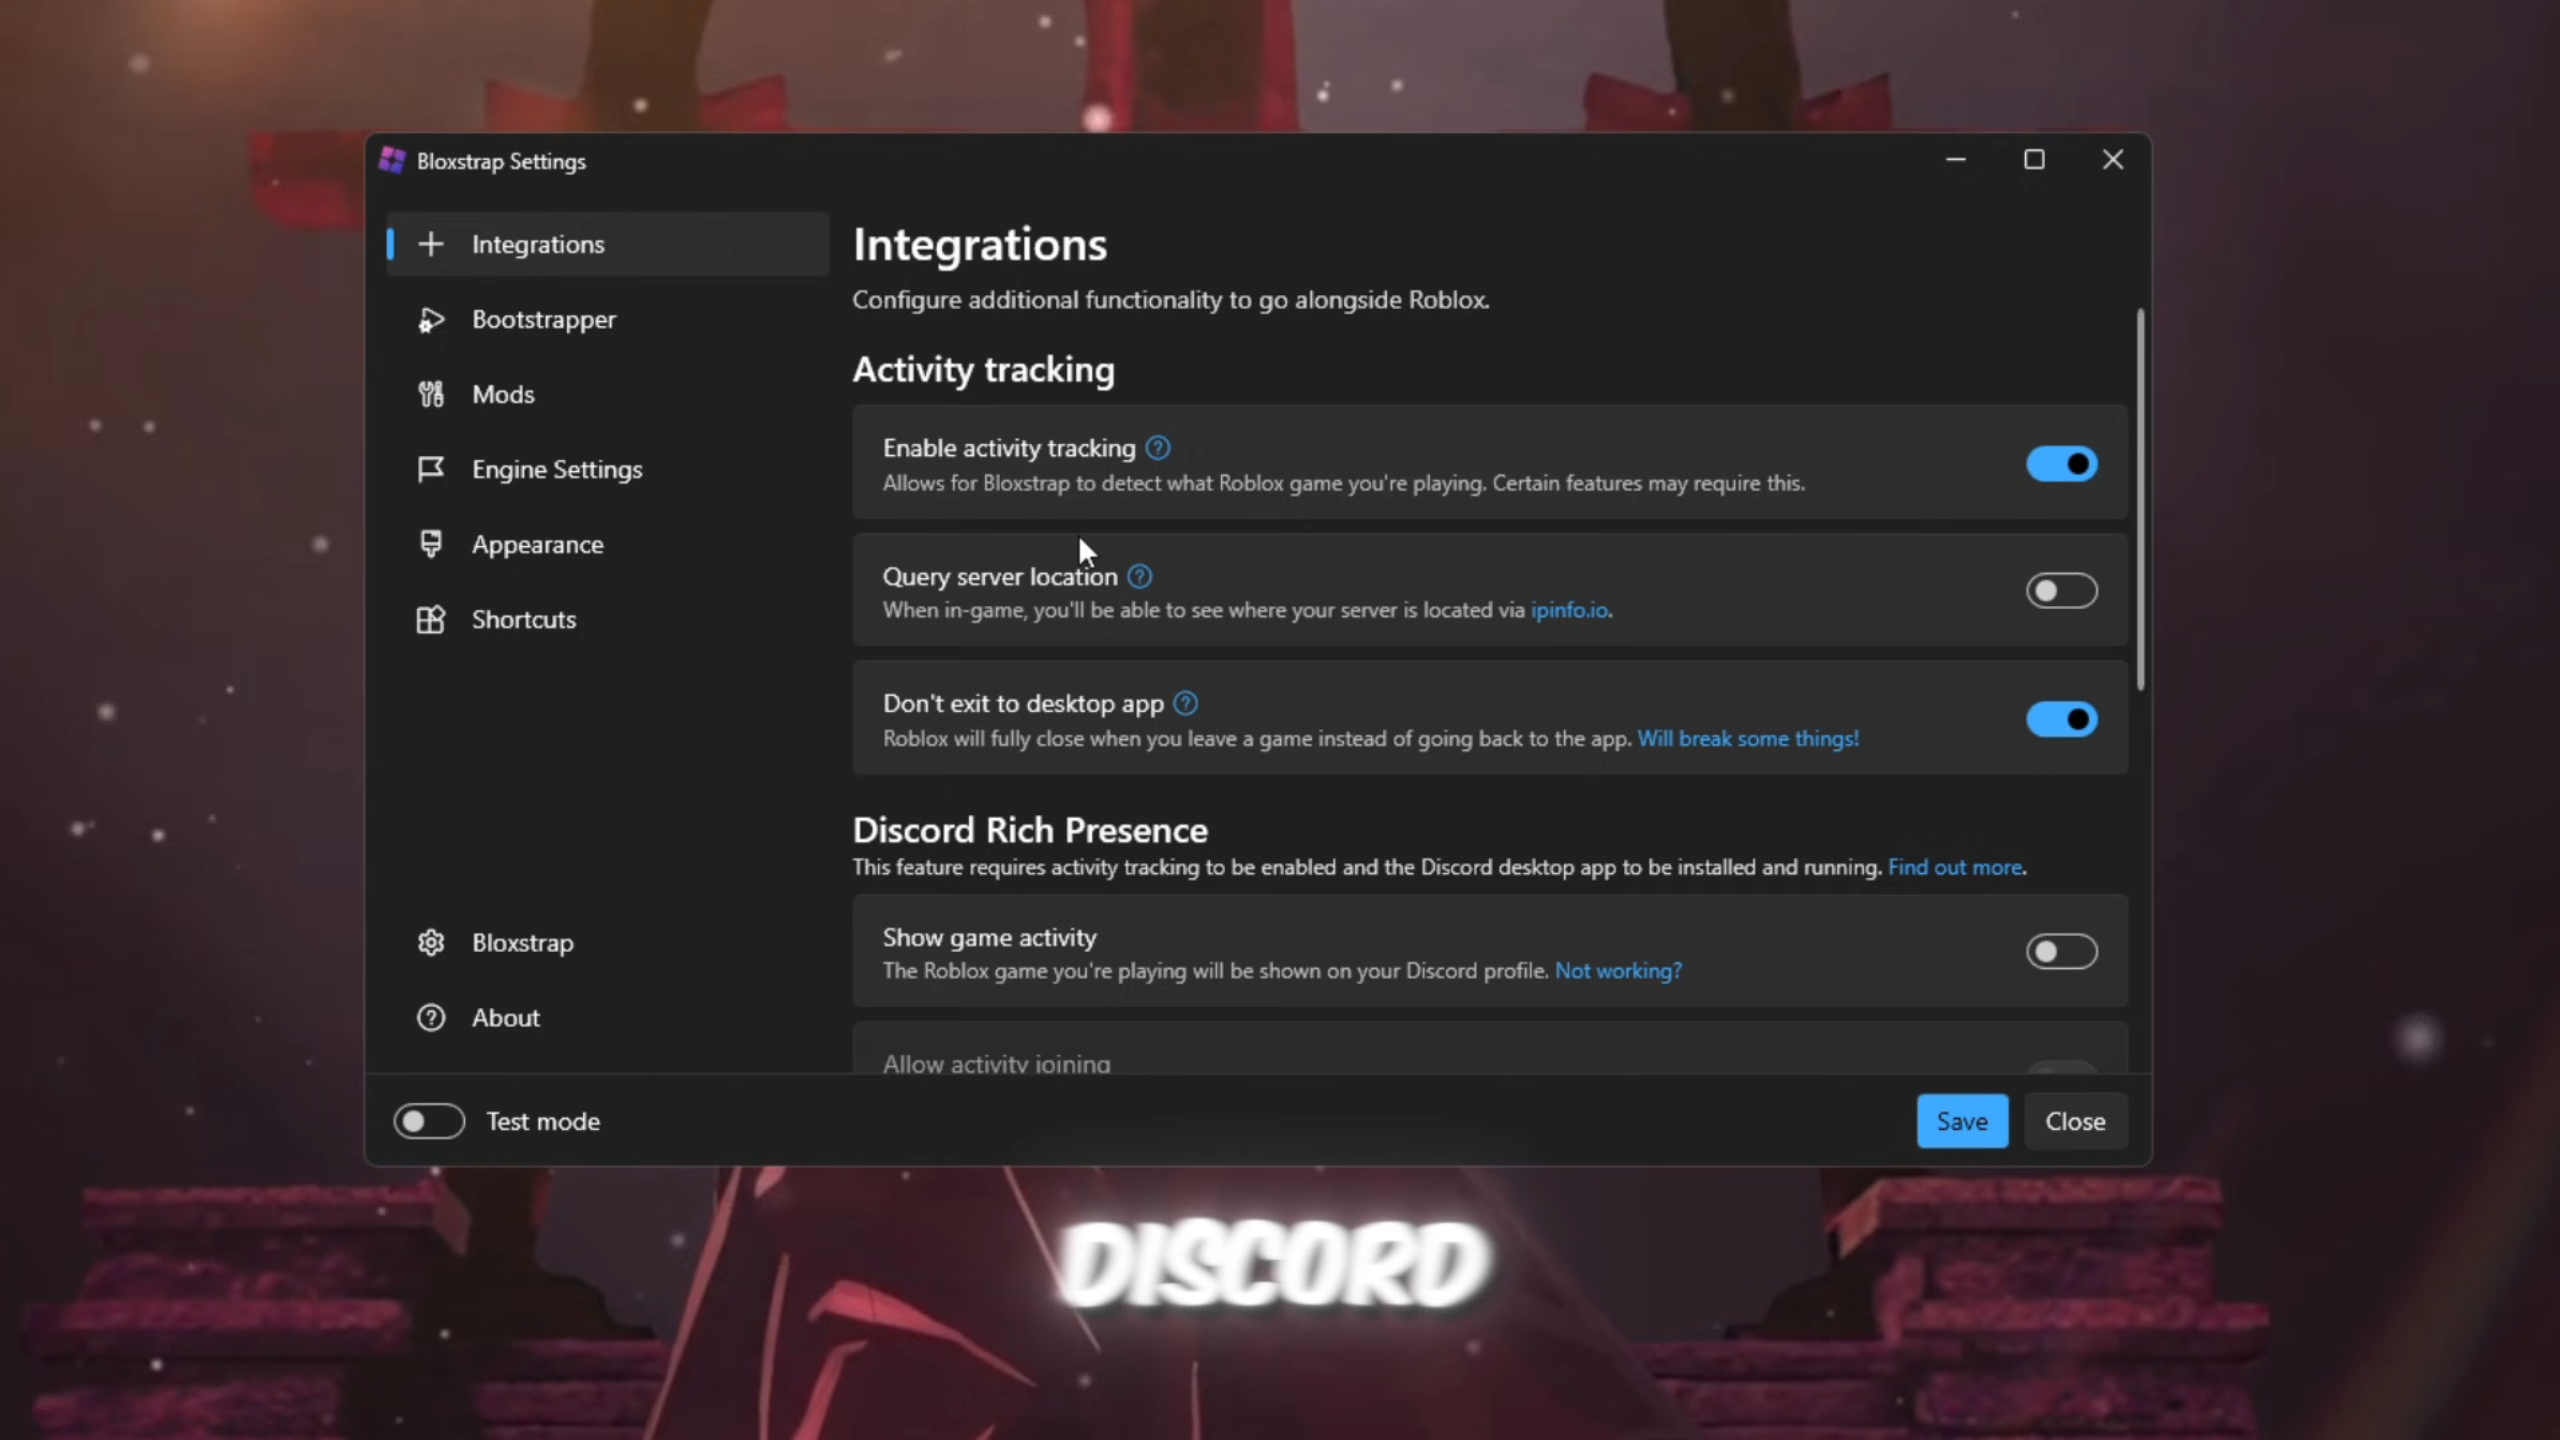 Bloxstrap Settings
Integrations
Bootstrapper
Mods
Engine Settings
Appearance
Shortcuts
Bloxstrap
About
Integrations
Configure additional functionality to go alongside Roblox.
Activity tracking
Enable activity tracking
Allows for Bloxstrap to detect what Roblox game you're playing. Certain features may require this.
Query server location
When in-game, you'll be able to see where your server is located via ipinfo.io.
Don't exit to desktop app
Roblox will fully close when you leave a game instead of going back to the app. Will break some things!
Discord Rich Presence
This feature requires activity tracking to be enabled and the Discord desktop app to be installed and running. Find out more.
Show game activity
The Roblox game you're playing will be shown on your Discord profile. Not working?
Allow activity joining
Test mode
Save
Close
DISCORD